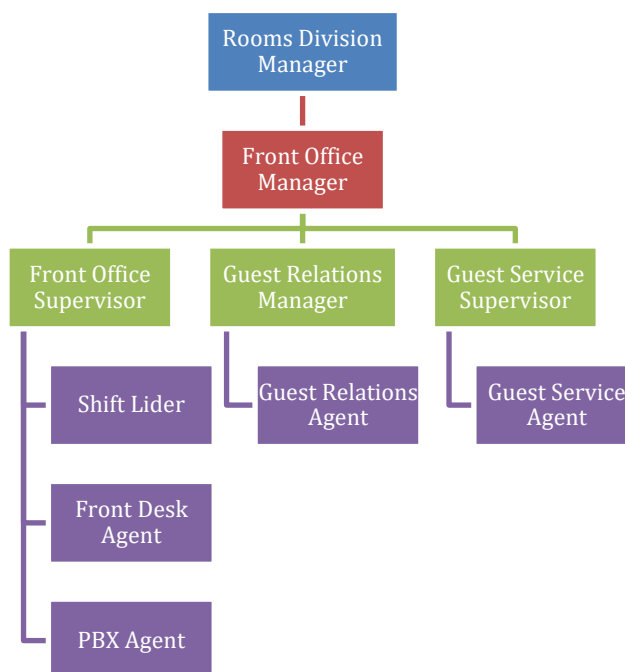 Rooms Division
Manager
Front Office
Manager
Front Office
Supervisor
Guest Relations
Manager
Guest Service
Supervisor
Shift Lider
Guest Relations
Agent
Guest Service
Agent
Front Desk
Agent
PBX Agent